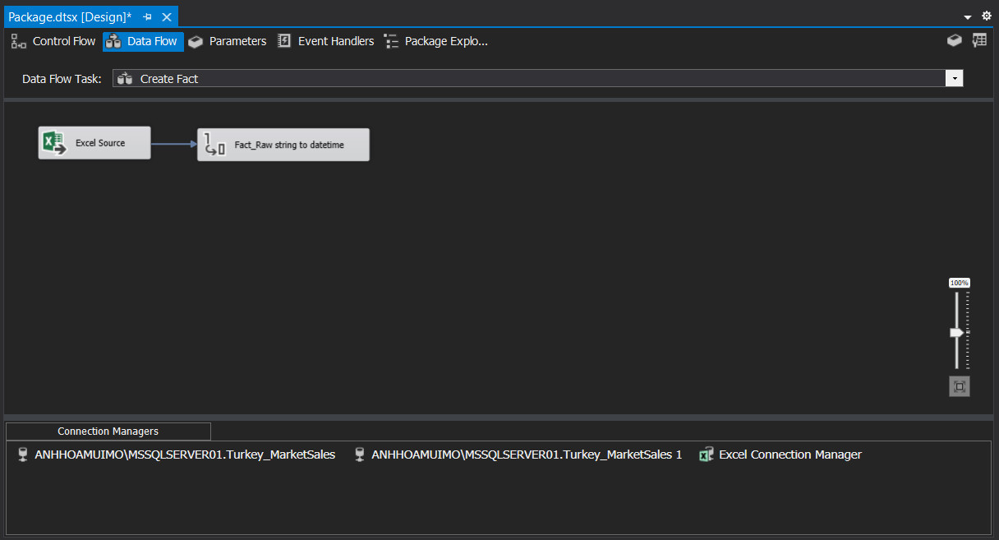 Package.dtsx [Design]*
Control Flow Data Flow Parameters Event Handlers Package Explo...
Data Flow Task: Create Fact
Excel Source Fact_Raw string to datetime
100%
Connection Managers
ANHHOAMUIMO\MSSQLSERVER01.Turkey_MarketSales ANHHOAMUIMO\MSSQLSERVER01.Turkey_MarketSales 1 Excel Connection Manager